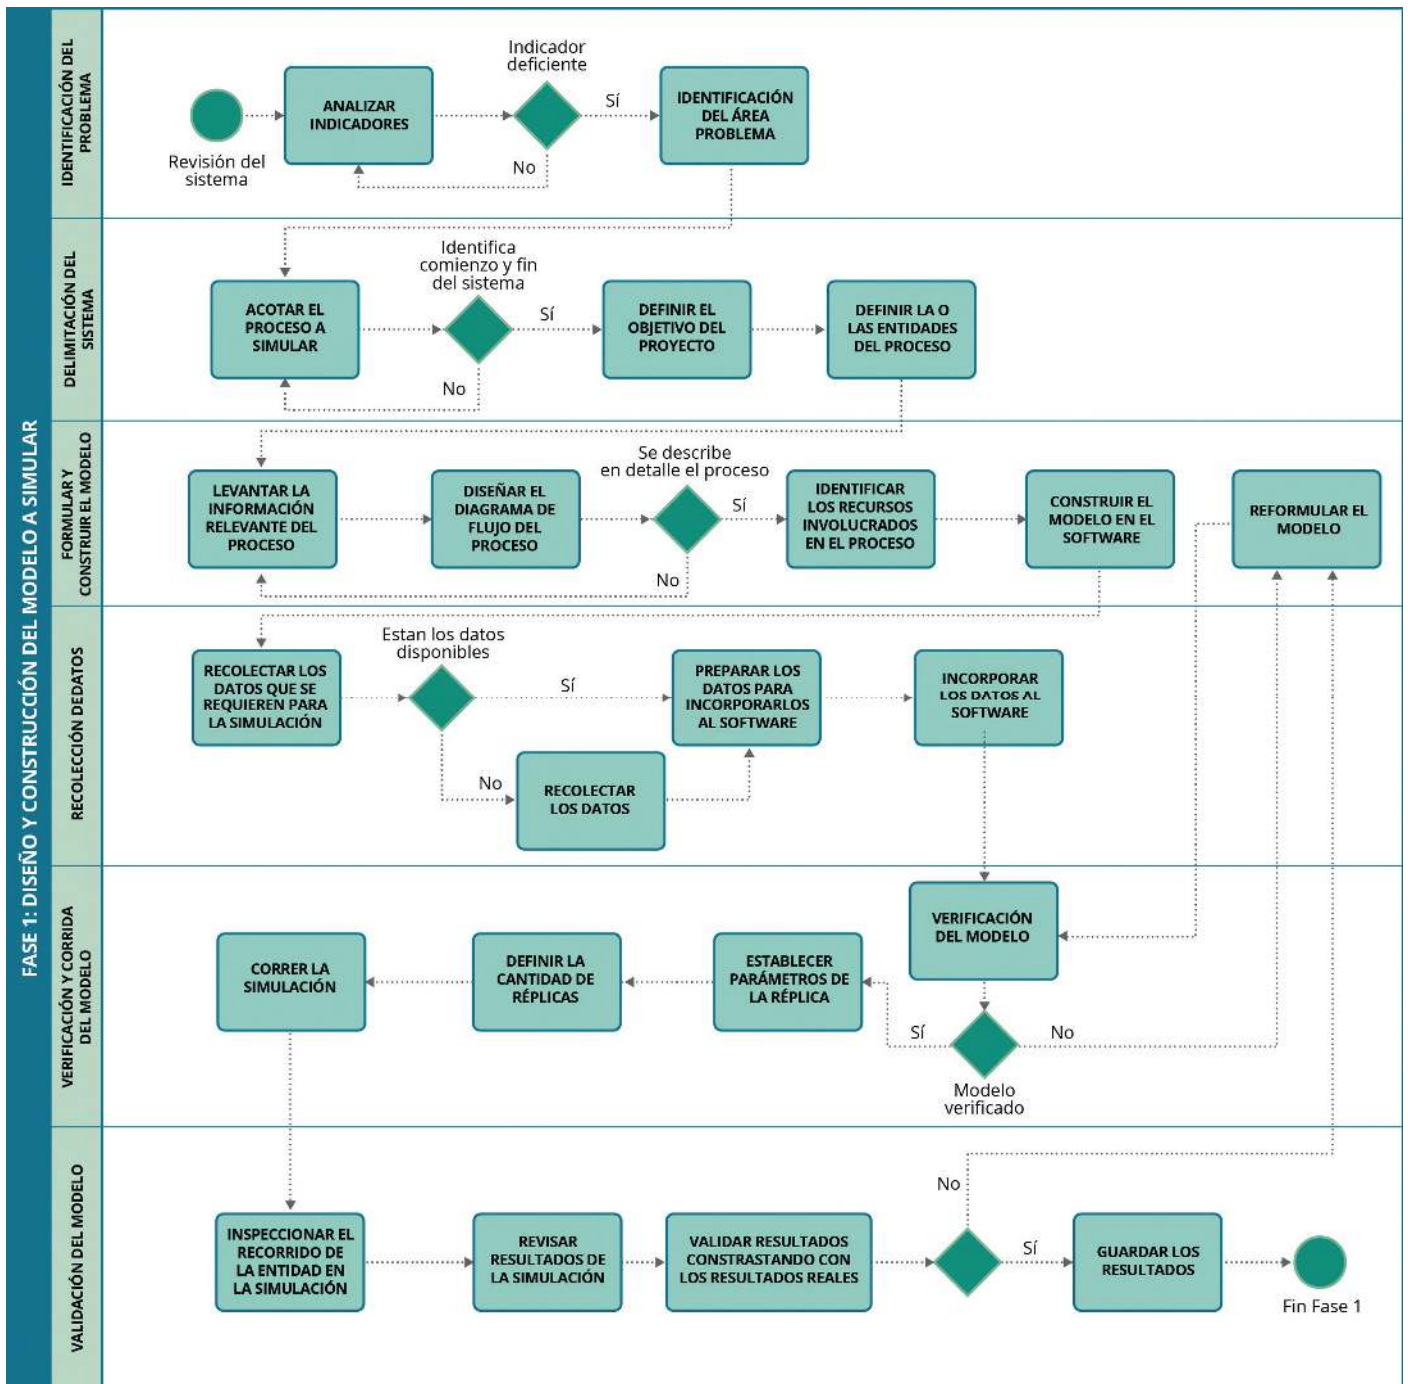 FASE 1: DISEÑO Y CONSTRUCCIÓN DEL MODELO A SIMULAR
IDENTIFICACIÓN DEL
PROBLEMA
Revisión del
sistema
ANALIZAR
INDICADORES
Indicador
deficiente
Sí
No
IDENTIFICACIÓN
DEL ÁREA
PROBLEMA
DELIMITACIÓN DEL
SISTEMA
ACOTAR EL
PROCESO A
SIMULAR
Identifica
comienzo y fin
del sistema
Sí
No
DEFINIR EL
OBJETIVO DEL
PROYECTO
DEFINIR LA O
LAS ENTIDADES
DEL PROCESO
FORMULAR Y
CONSTRUIR EL MODELO
LEVANTAR LA
INFORMACIÓN
RELEVANTE DEL
PROCESO
DISEÑAR EL
DIAGRAMA DE
FLUJO DEL
PROCESO
Se describe
en detalle el proceso
Sí
No
IDENTIFICAR
LOS RECURSOS
INVOLUCRADOS
EN EL PROCESO
CONSTRUIR EL
MODELO EN EL
SOFTWARE
REFORMULAR EL
MODELO
RECOLECCIÓN DEDATOS
RECOLECTAR LOS
DATOS QUE SE
REQUIEREN PARA
LA SIMULACIÓN
Estan los datos
disponibles
Sí
No
RECOLECTAR
LOS DATOS
PREPARAR LOS
DATOS PARA
INCORPORARLOS
AL SOFTWARE
INCORPORAR
LOS DATOS AL
SOFTWARE
VERIFICACIÓN Y CORRIDA
DEL MODELO
VERIFICACIÓN
DEL MODELO
Sí
No
Modelo
verificado
ESTABLECER
PARÁMETROS DE
LA RÉPLICA
DEFINIR LA
CANTIDAD DE
RÉPLICAS
CORRER LA
SIMULACIÓN
VALIDACIÓN DEL MODELO
INSPECCIONAR EL
RECORRIDO DE
LA ENTIDAD EN
LA SIMULACIÓN
REVISAR
RESULTADOS DE
LA SIMULACIÓN
VALIDAR RESULTADOS
CONSTRASTANDO CON
LOS RESULTADOS REALES
No
Sí
GUARDAR LOS
RESULTADOS
Fin Fase 1